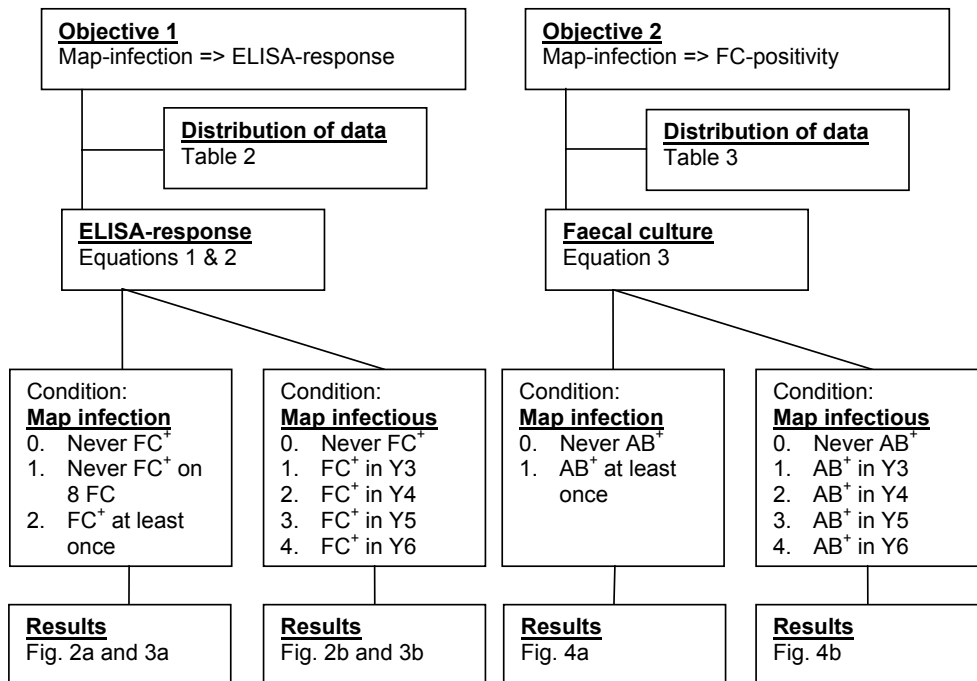 Objective 1
Map-infection => ELISA-response
Objective 2
Map-infection => FC-positivity
Distribution of data
Table 2
Distribution of data
Table 3
ELISA-response
Equations 1 & 2
Faecal culture
Equation 3
Condition:
Map infection
0. Never FC⁺
1. Never FC⁺ on
8 FC
2. FC⁺ at least
once
Condition:
Map infectious
0. Never FC⁺
1. FC⁺ in Y3
2. FC⁺ in Y4
3. FC⁺ in Y5
4. FC⁺ in Y6
Condition:
Map infection
0. Never AB⁺
1. AB⁺ at least
once
Condition:
Map infectious
0. Never AB⁺
1. AB⁺ in Y3
2. AB⁺ in Y4
3. AB⁺ in Y5
4. AB⁺ in Y6
Results
Fig. 2a and 3a
Results
Fig. 2b and 3b
Results
Fig. 4a
Results
Fig. 4b